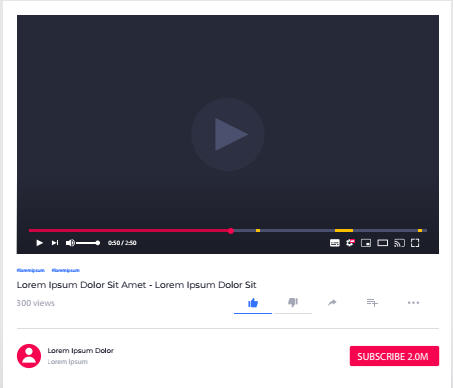 0:50 / 2:50
#loremipsum #loremipsum
Lorem Ipsum Dolor Sit Amet - Lorem Ipsum Dolor Sit
300 views
Lorem Ipsum Dolor
Lorem Ipsum
SUBSCRIBE 2.0M